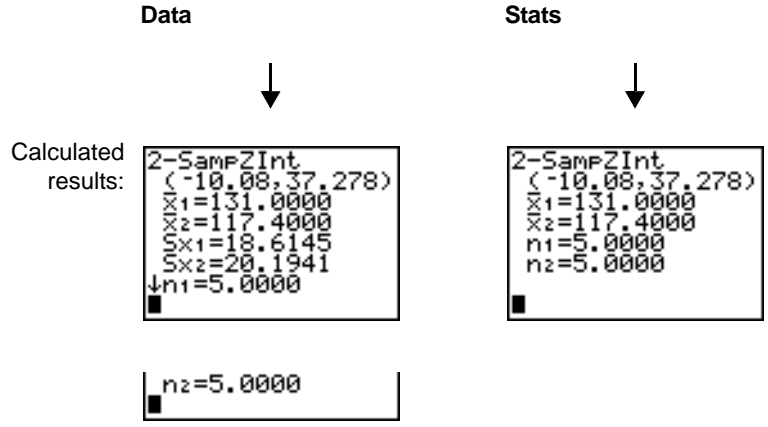 Data
Stats
Calculated
results:
2-SampZInt
(⁻10.08,37.278)
x̄1=131.0000
x̄2=117.4000
Sx1=18.6145
Sx2=20.1941
↓n1=5.0000
n2=5.0000
2-SampZInt
(⁻10.08,37.278)
x̄1=131.0000
x̄2=117.4000
n1=5.0000
n2=5.0000